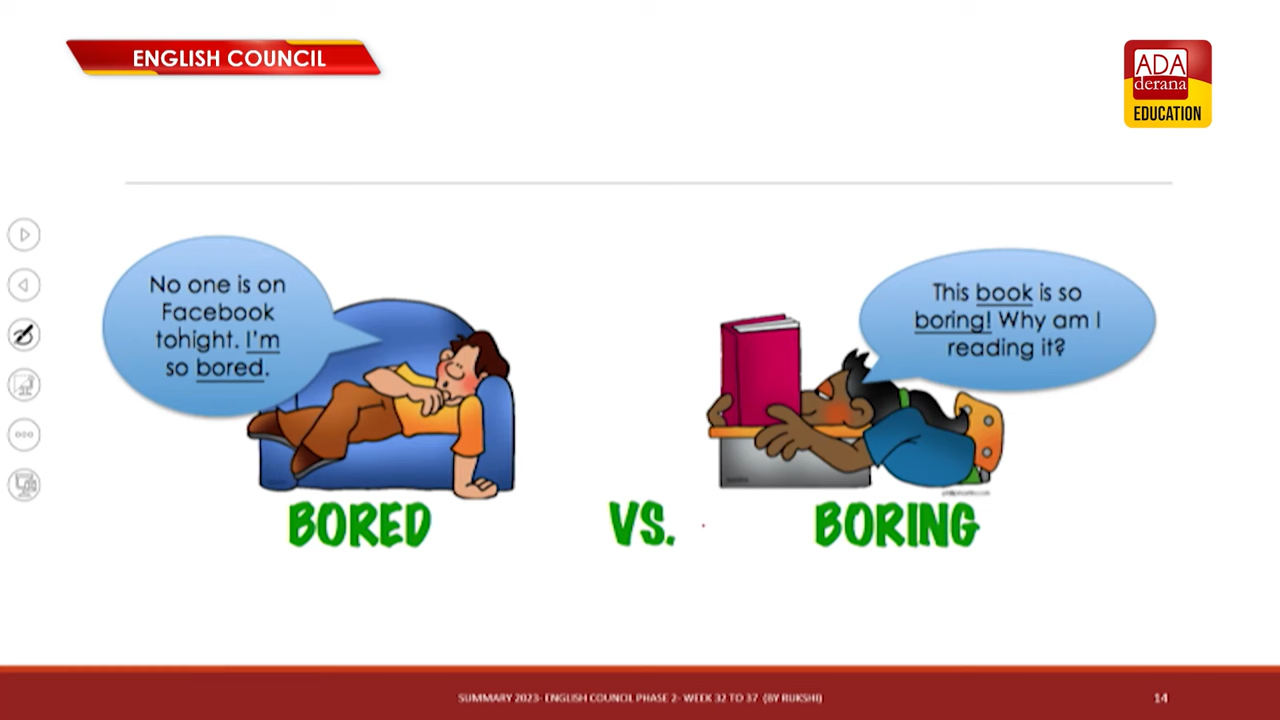 ENGLISH COUNCIL
ADA
derana
EDUCATION
No one is on
Facebook
tohight. I'm
so bored.
This book is so
boring! Why am I
reading it?
BORED VS. BORING
SUMMARY 2023- ENGLISH COUNCIL PHASE 2- WEEK 32 TO 37 (BY RUKSHI)
14